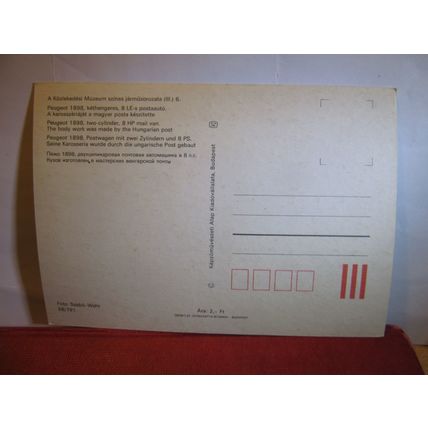 A Közlekedési Múzeum színes járműsorozata (III.) 6.
Peugeot 1898, kéthengeres, 8 LE-s postaautó.
A karosszériáját a magyar posta készítette
Peugeot 1898, two-cylinder, 8 HP mail van.
The body work was made by the Hungarian post
Peugeot 1898, Postwagen mit zwei Zylindern und 8 PS.
Seine Karosserie wurde durch die ungarische Post gebaut
Пежо 1898, двухцилиндровая почтовая автомашина в 8 л.с.
Кузов изготовлен в мастерских венгерской почты
© Képzőművészeti Alap Kiadóvállalata, Budapest
Foto:
Ára: 2,- Ft